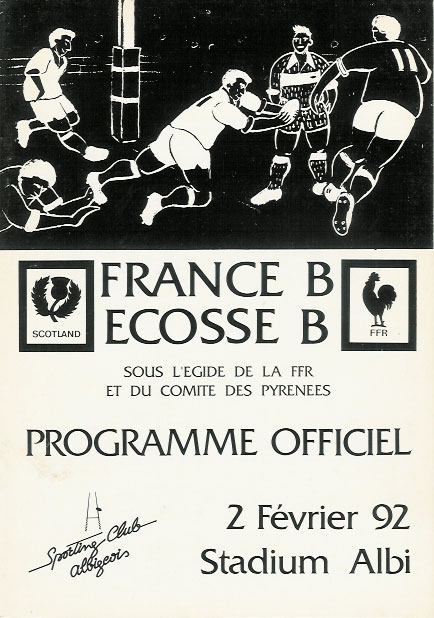 11
SCOTLAND
FRANCE B
ECOSSE B
FFR
SOUS L'EGIDE DE LA FFR
ET DU COMITE DES PYRENEES
PROGRAMME OFFICIEL
Sporting Club
albigeois
2 Février 92
Stadium Albi